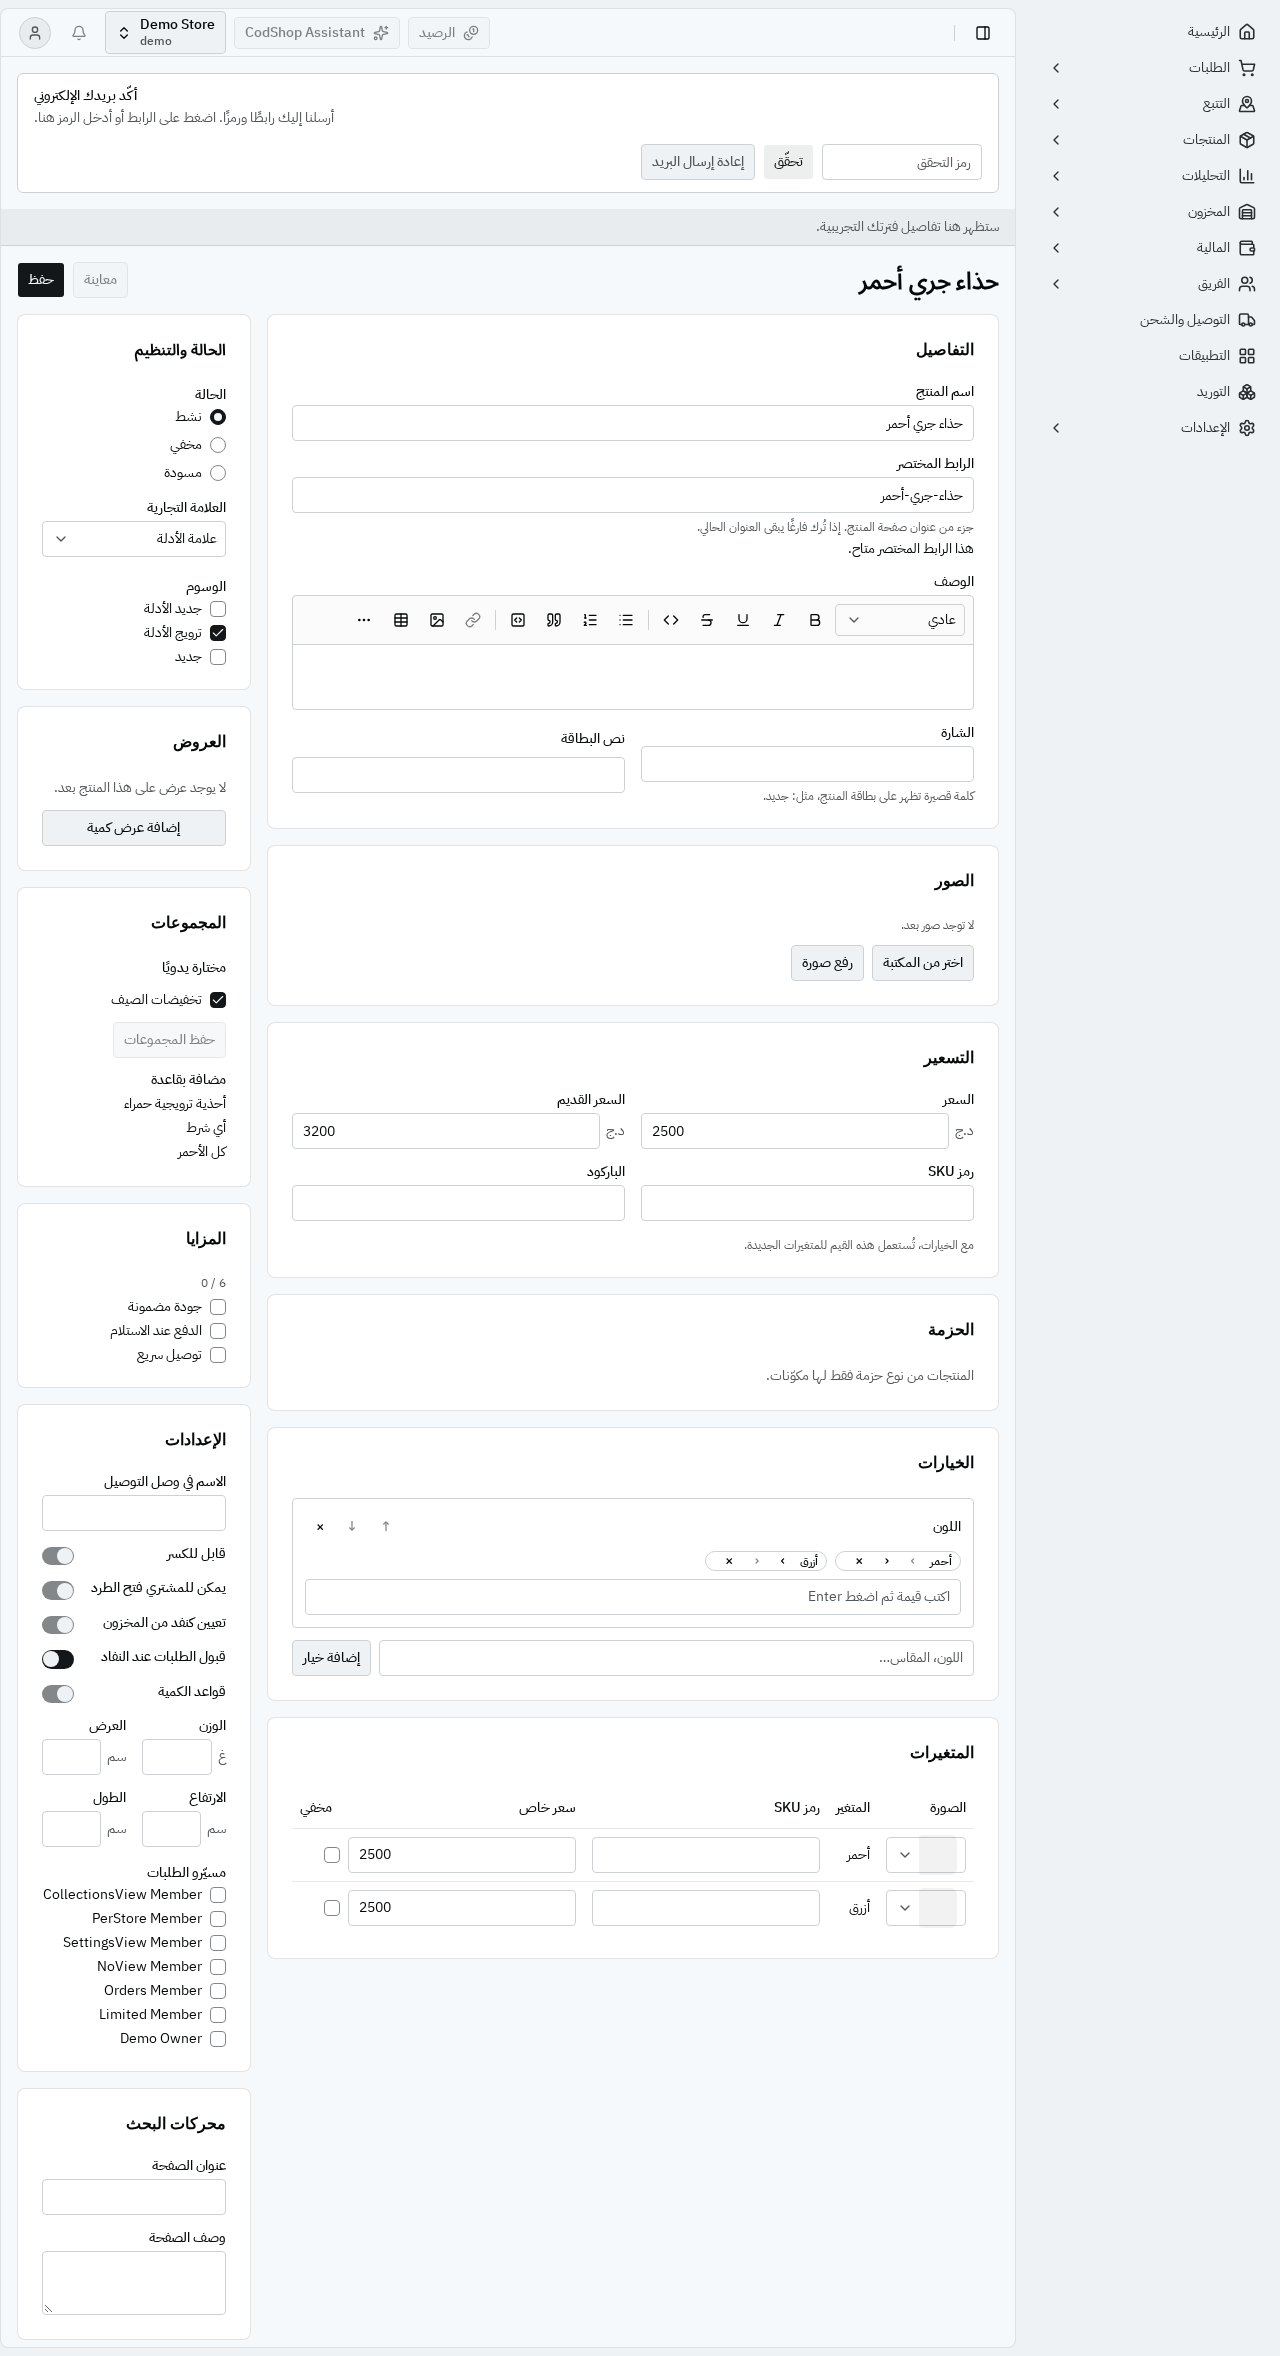 الرئيسية
الطلبات
التتبع
المنتجات
التحليلات
المخزون
المالية
الفريق
التوصيل والشحن
التطبيقات
التوريد
الإعدادات
الرصيد
CodShop Assistant
Demo Store
demo
أكّد بريدك الإلكتروني
أرسلنا إليك رابطًا ورمزًا. اضغط على الرابط أو أدخل الرمز هنا.
رمز التحقق
تحقّق
إعادة إرسال البريد
ستظهر هنا تفاصيل فترتك التجريبية.
حذاء جري أحمر
معاينة
حفظ
التفاصيل
اسم المنتج
حذاء جري أحمر
الرابط المختصر
حذاء-جري-أحمر
جزء من عنوان صفحة المنتج. إذا تُرك فارغًا يبقى العنوان الحالي.
هذا الرابط المختصر متاح.
الوصف
عادي
الشارة
كلمة قصيرة تظهر على بطاقة المنتج، مثل: جديد.
نص البطاقة
الصور
لا توجد صور بعد.
اختر من المكتبة
رفع صورة
التسعير
السعر
د.ج
2500
السعر القديم
د.ج
3200
رمز SKU
الباركود
مع الخيارات، تُستعمل هذه القيم للمتغيرات الجديدة.
الحزمة
المنتجات من نوع حزمة فقط لها مكوّنات.
الخيارات
اللون
أحمر
أزرق
اكتب قيمة ثم اضغط Enter
اللون، المقاس...
إضافة خيار
المتغيرات
الصورة
المتغير
رمز SKU
سعر خاص
مخفي
أحمر
2500
أزرق
2500
الحالة والتنظيم
الحالة
نشط
مخفي
مسودة
العلامة التجارية
علامة الأدلة
الوسوم
جديد الأدلة
ترويج الأدلة
جديد
العروض
لا يوجد عرض على هذا المنتج بعد.
إضافة عرض كمية
المجموعات
مختارة يدويًا
تخفيضات الصيف
حفظ المجموعات
مضافة بقاعدة
أحذية ترويجية حمراء
أي شرط
كل الأحمر
المزايا
0 / 6
جودة مضمونة
الدفع عند الاستلام
توصيل سريع
الإعدادات
الاسم في وصل التوصيل
قابل للكسر
يمكن للمشتري فتح الطرد
تعيين كنفد من المخزون
قبول الطلبات عند النفاد
قواعد الكمية
الوزن
غ
العرض
سم
الارتفاع
سم
الطول
سم
مسيّرو الطلبات
CollectionsView Member
PerStore Member
SettingsView Member
NoView Member
Orders Member
Limited Member
Demo Owner
محركات البحث
عنوان الصفحة
وصف الصفحة